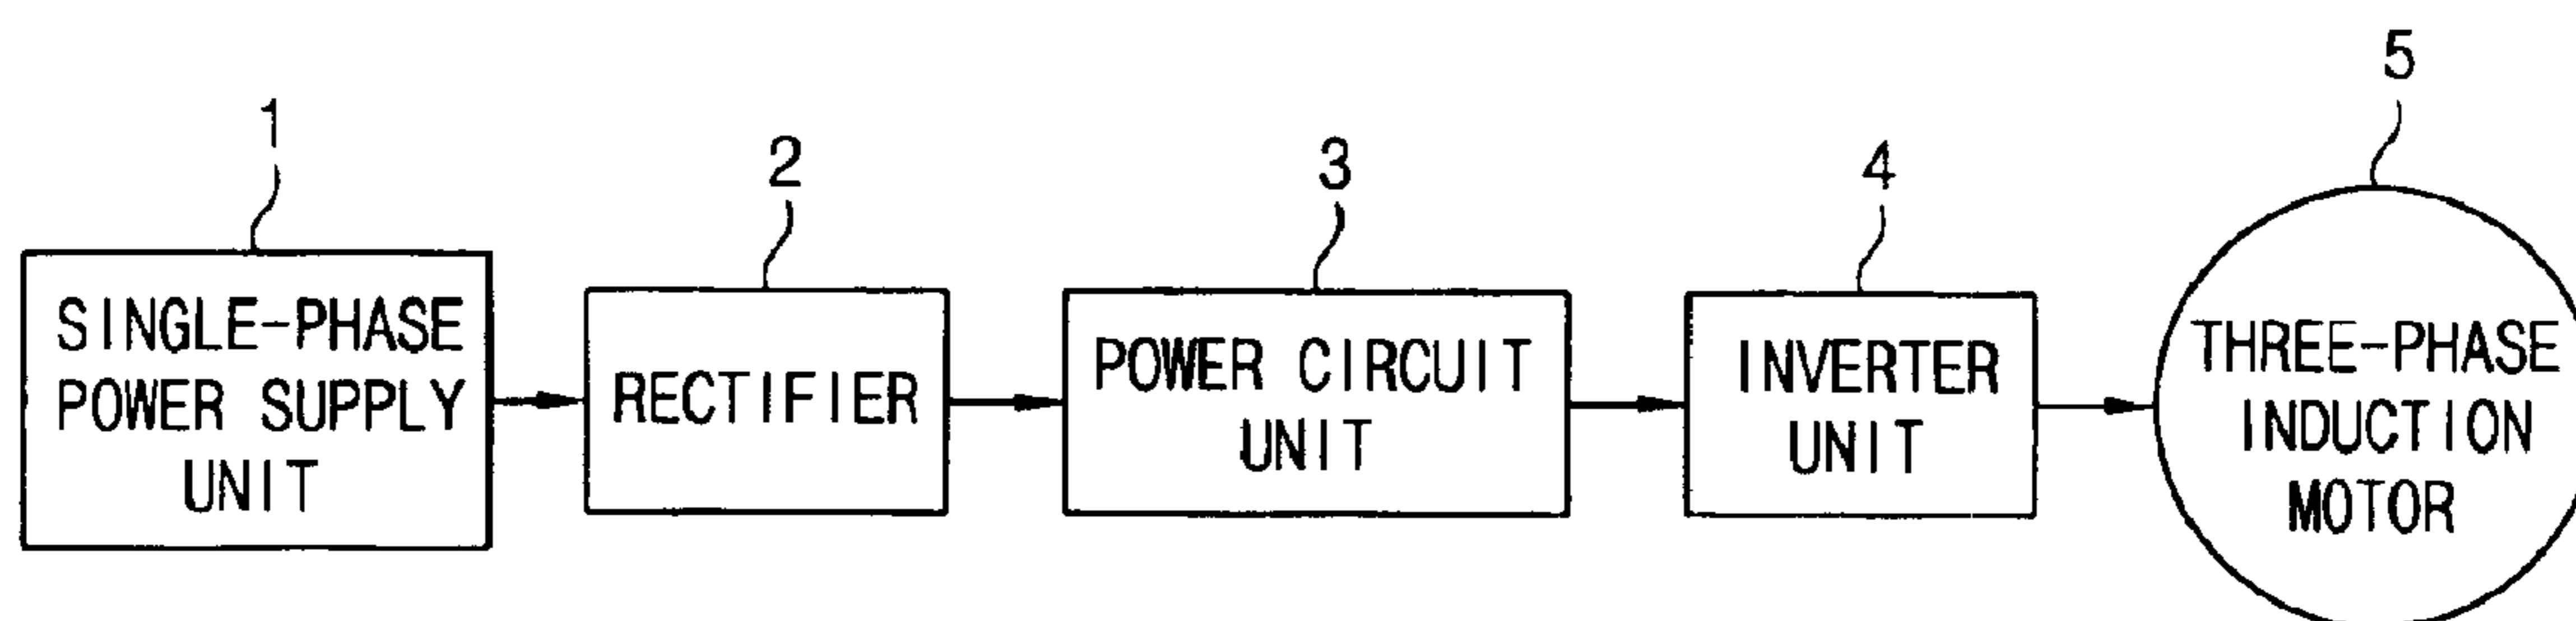 1
2
3
4
5
SINGLE-PHASE
POWER SUPPLY
UNIT
RECTIFIER
POWER CIRCUIT
UNIT
INVERTER
UNIT
THREE-PHASE
INDUCTION
MOTOR